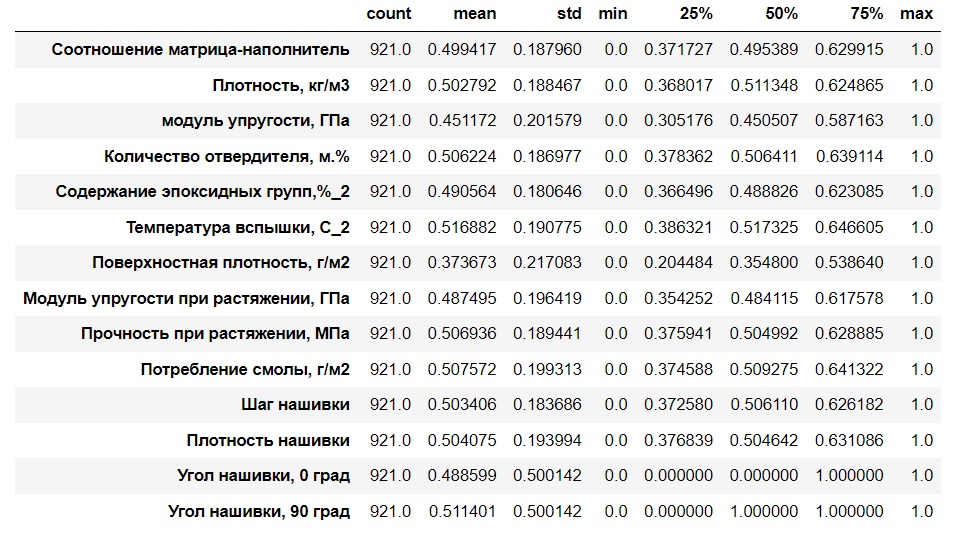 count mean std min 25% 50% 75% max
Соотношение матрица-наполнитель 921.0 0.499417 0.187960 0.0 0.371727 0.495389 0.629915 1.0
Плотность, кг/м3 921.0 0.502792 0.188467 0.0 0.368017 0.511348 0.624865 1.0
модуль упругости, ГПа 921.0 0.451172 0.201579 0.0 0.305176 0.450507 0.587163 1.0
Количество отвердителя, м.% 921.0 0.506224 0.186977 0.0 0.378362 0.506411 0.639114 1.0
Содержание эпоксидных групп,%_2 921.0 0.490564 0.180646 0.0 0.366496 0.488826 0.623085 1.0
Температура вспышки, С_2 921.0 0.516882 0.190775 0.0 0.386321 0.517325 0.646605 1.0
Поверхностная плотность, г/м2 921.0 0.373673 0.217083 0.0 0.204484 0.354800 0.538640 1.0
Модуль упругости при растяжении, ГПа 921.0 0.487495 0.196419 0.0 0.354252 0.484115 0.617578 1.0
Прочность при растяжении, МПа 921.0 0.506936 0.189441 0.0 0.375941 0.504992 0.628885 1.0
Потребление смолы, г/м2 921.0 0.507572 0.199313 0.0 0.374588 0.509275 0.641322 1.0
Шаг нашивки 921.0 0.503406 0.183686 0.0 0.372580 0.506110 0.626182 1.0
Плотность нашивки 921.0 0.504075 0.193994 0.0 0.376839 0.504642 0.631086 1.0
Угол нашивки, 0 град 921.0 0.488599 0.500142 0.0 0.000000 0.000000 1.000000 1.0
Угол нашивки, 90 град 921.0 0.511401 0.500142 0.0 0.000000 1.000000 1.000000 1.0